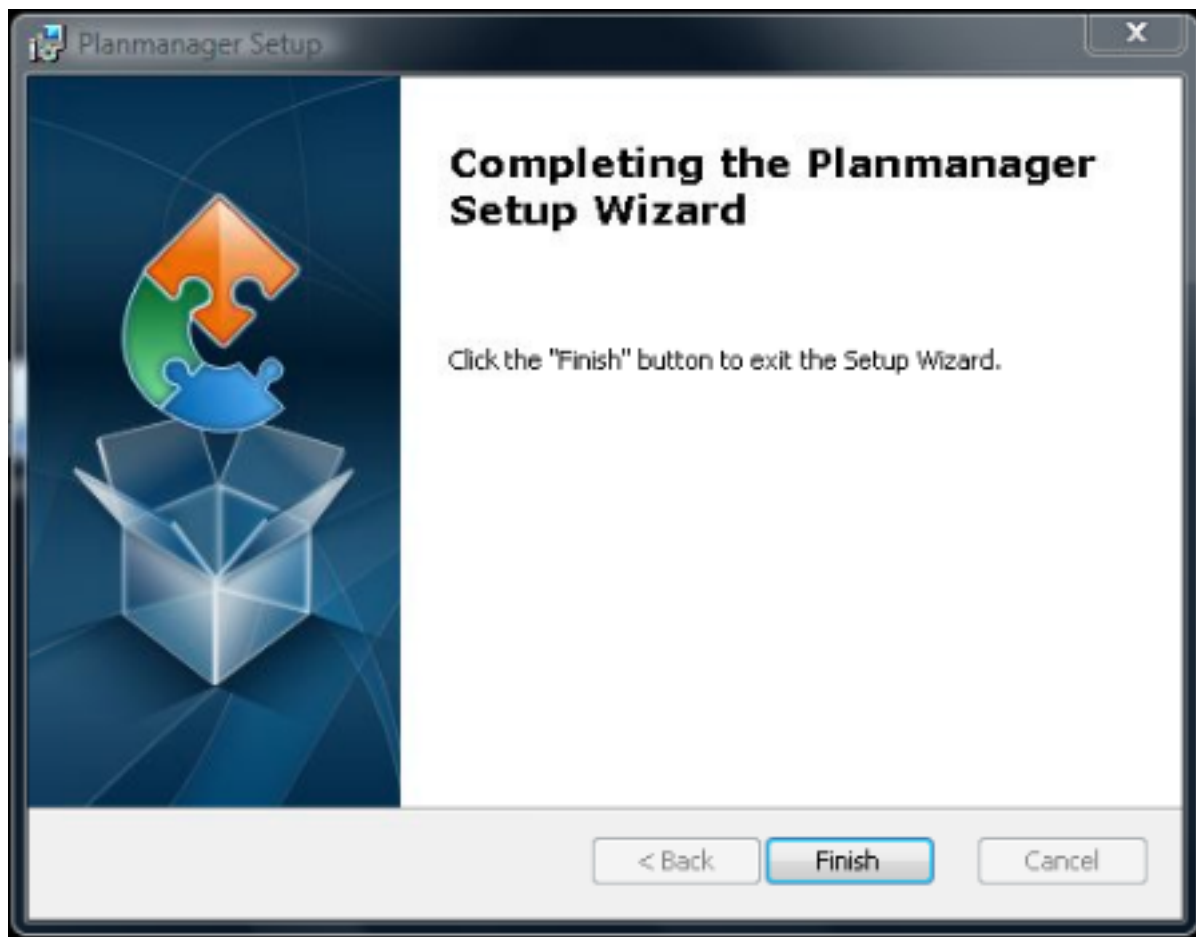 Planmanager Setup
X
Completing the Planmanager
Setup Wizard
Click the "Finish" button to exit the Setup Wizard.
< Back Finish Cancel